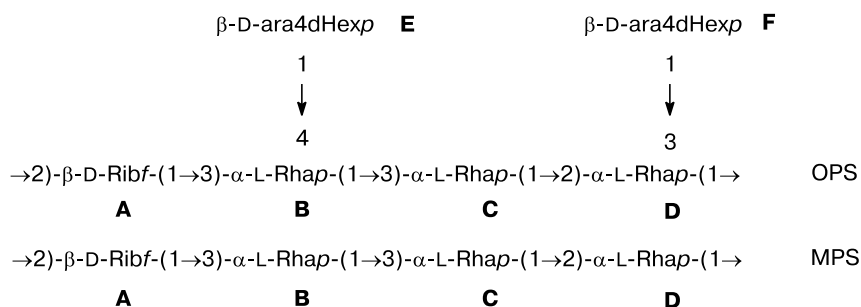 β-D-ara4dHexp E β-D-ara4dHexp F
1 1
4 3
→2)-β-D-Ribf-(1→3)-α-L-Rhap-(1→3)-α-L-Rhap-(1→2)-α-L-Rhap-(1→ OPS
A B C D
→2)-β-D-Ribf-(1→3)-α-L-Rhap-(1→3)-α-L-Rhap-(1→2)-α-L-Rhap-(1→ MPS
A B C D